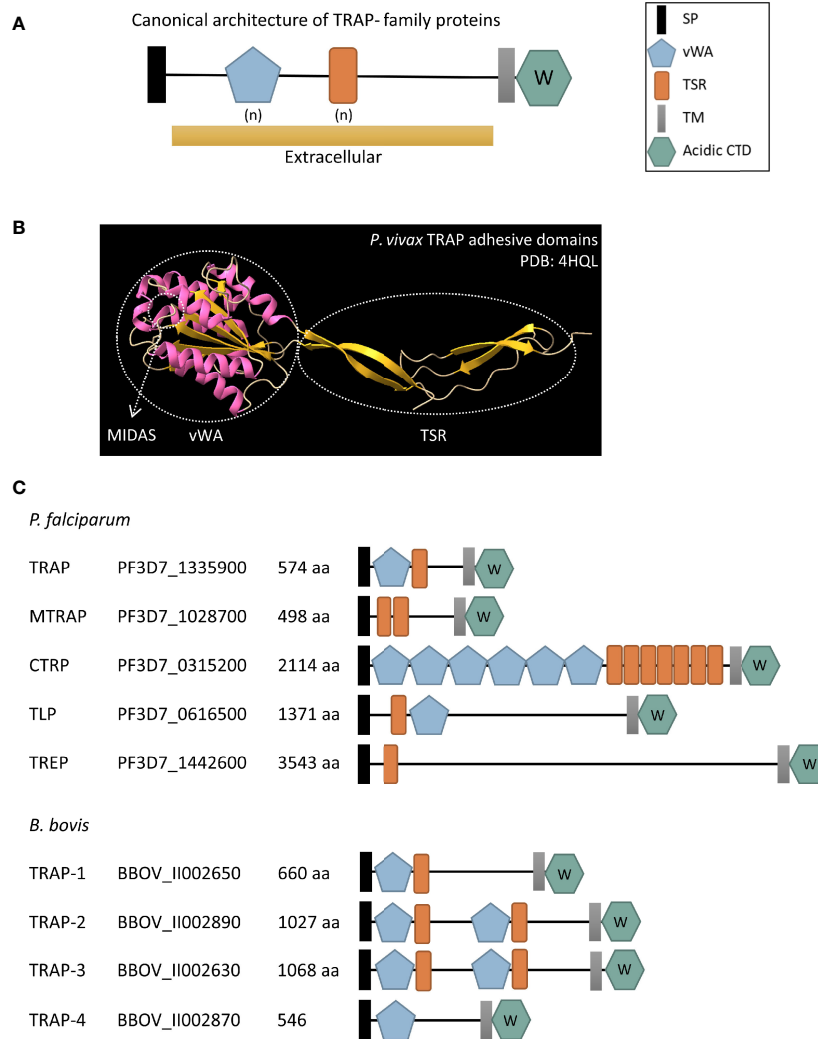 A
Canonical architecture of TRAP- family proteins
W
(n) (n)
Extracellular
SP
vWA
TSR
TM
Acidic CTD
B
P. vivax TRAP adhesive domains
PDB: 4HQL
MIDAS vWA TSR
C
P. falciparum
TRAP PF3D7_1335900 574 aa W
MTRAP PF3D7_1028700 498 aa W
CTRP PF3D7_0315200 2114 aa W
TLP PF3D7_0616500 1371 aa W
TREP PF3D7_1442600 3543 aa W
B. bovis
TRAP-1 BBOV_II002650 660 aa W
TRAP-2 BBOV_II002890 1027 aa W
TRAP-3 BBOV_II002630 1068 aa W
TRAP-4 BBOV_II002870 546 W